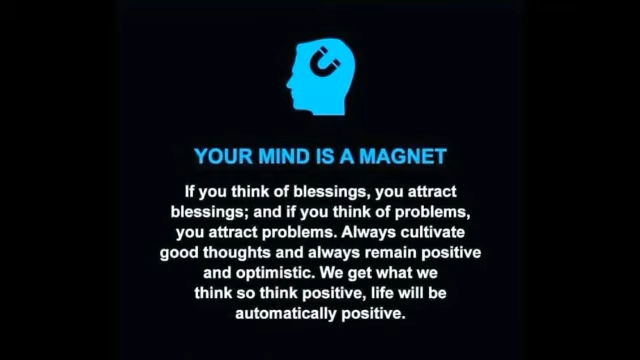 YOUR MIND IS A MAGNET
If you think of blessings, you attract
blessings; and if you think of problems,
you attract problems. Always cultivate
good thoughts and always remain positive
and optimistic. We get what we
think so think positive, life will be
automatically positive.